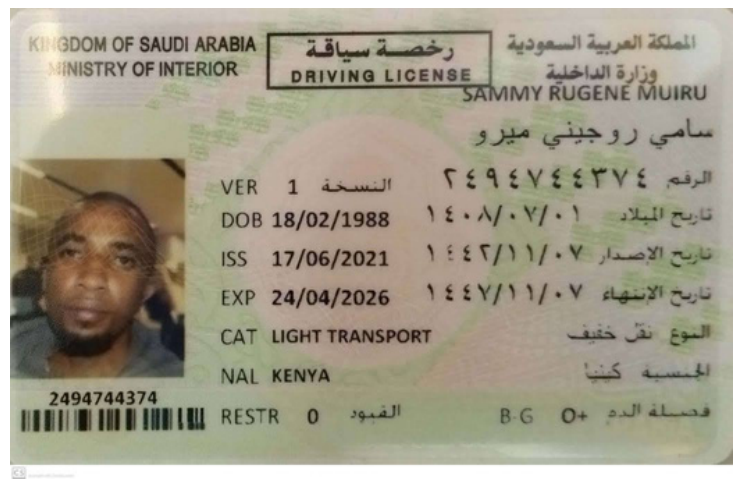 KINGDOM OF SAUDI ARABIA
MINISTRY OF INTERIOR
رخصة سياقة
DRIVING LICENSE
المملكة العربية السعودية
وزارة الداخلية
SAMMY RUGENE MUIRU
سامي روجيني ميرو
الرقم ٢٤٩٤٧٤٤٣٧٤
VER 1 النسخة
DOB 18/02/1988 ١٤٠٨/٠٧/٠١ تاريخ الميلاد
ISS 17/06/2021 ١٤٤٢/١١/٠٧ تاريخ الإصدار
EXP 24/04/2026 ١٤٤٧/١١/٠٧ تاريخ الإنتهاء
CAT LIGHT TRANSPORT النوع نقل خفيف
NAL KENYA الجنسية كينيا
2494744374
RESTR 0 القيود B-G O+ فصيلة الدم
CS